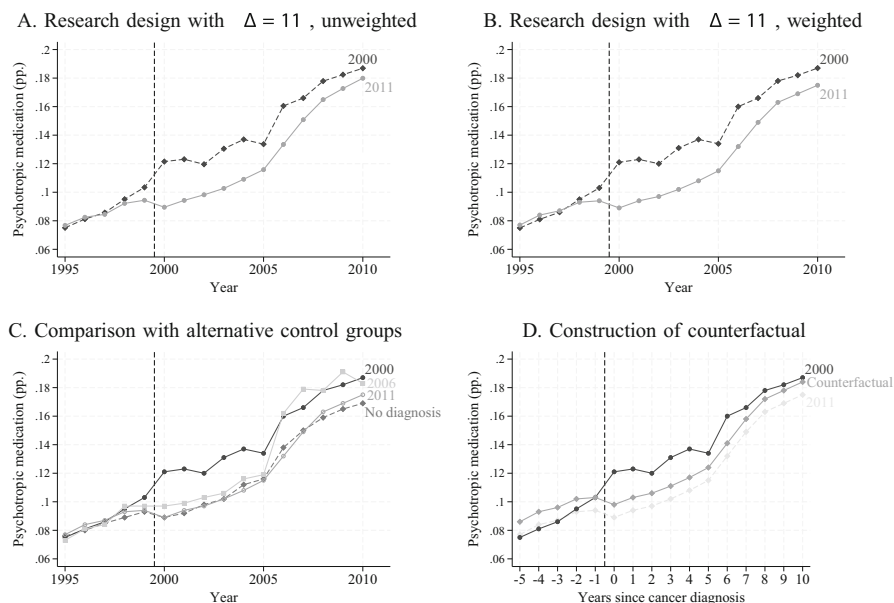 A. Research design with Δ = 11 , unweighted
Psychotropic medication (pp.)
.2
.18
.16
.14
.12
.1
.08
.06
2000
2011
1995 2000 2005 2010
Year
B. Research design with Δ = 11 , weighted
Psychotropic medication (pp.)
.2
.18
.16
.14
.12
.1
.08
.06
2000
2011
1995 2000 2005 2010
Year
C. Comparison with alternative control groups
Psychotropic medication (pp.)
.2
.18
.16
.14
.12
.1
.08
.06
2000
2006
2011
No diagnosis
1995 2000 2005 2010
Year
D. Construction of counterfactual
Psychotropic medication (pp.)
.2
.18
.16
.14
.12
.1
.08
.06
2000
Counterfactual
2011
-5 -4 -3 -2 -1 0 1 2 3 4 5 6 7 8 9 10
Years since cancer diagnosis